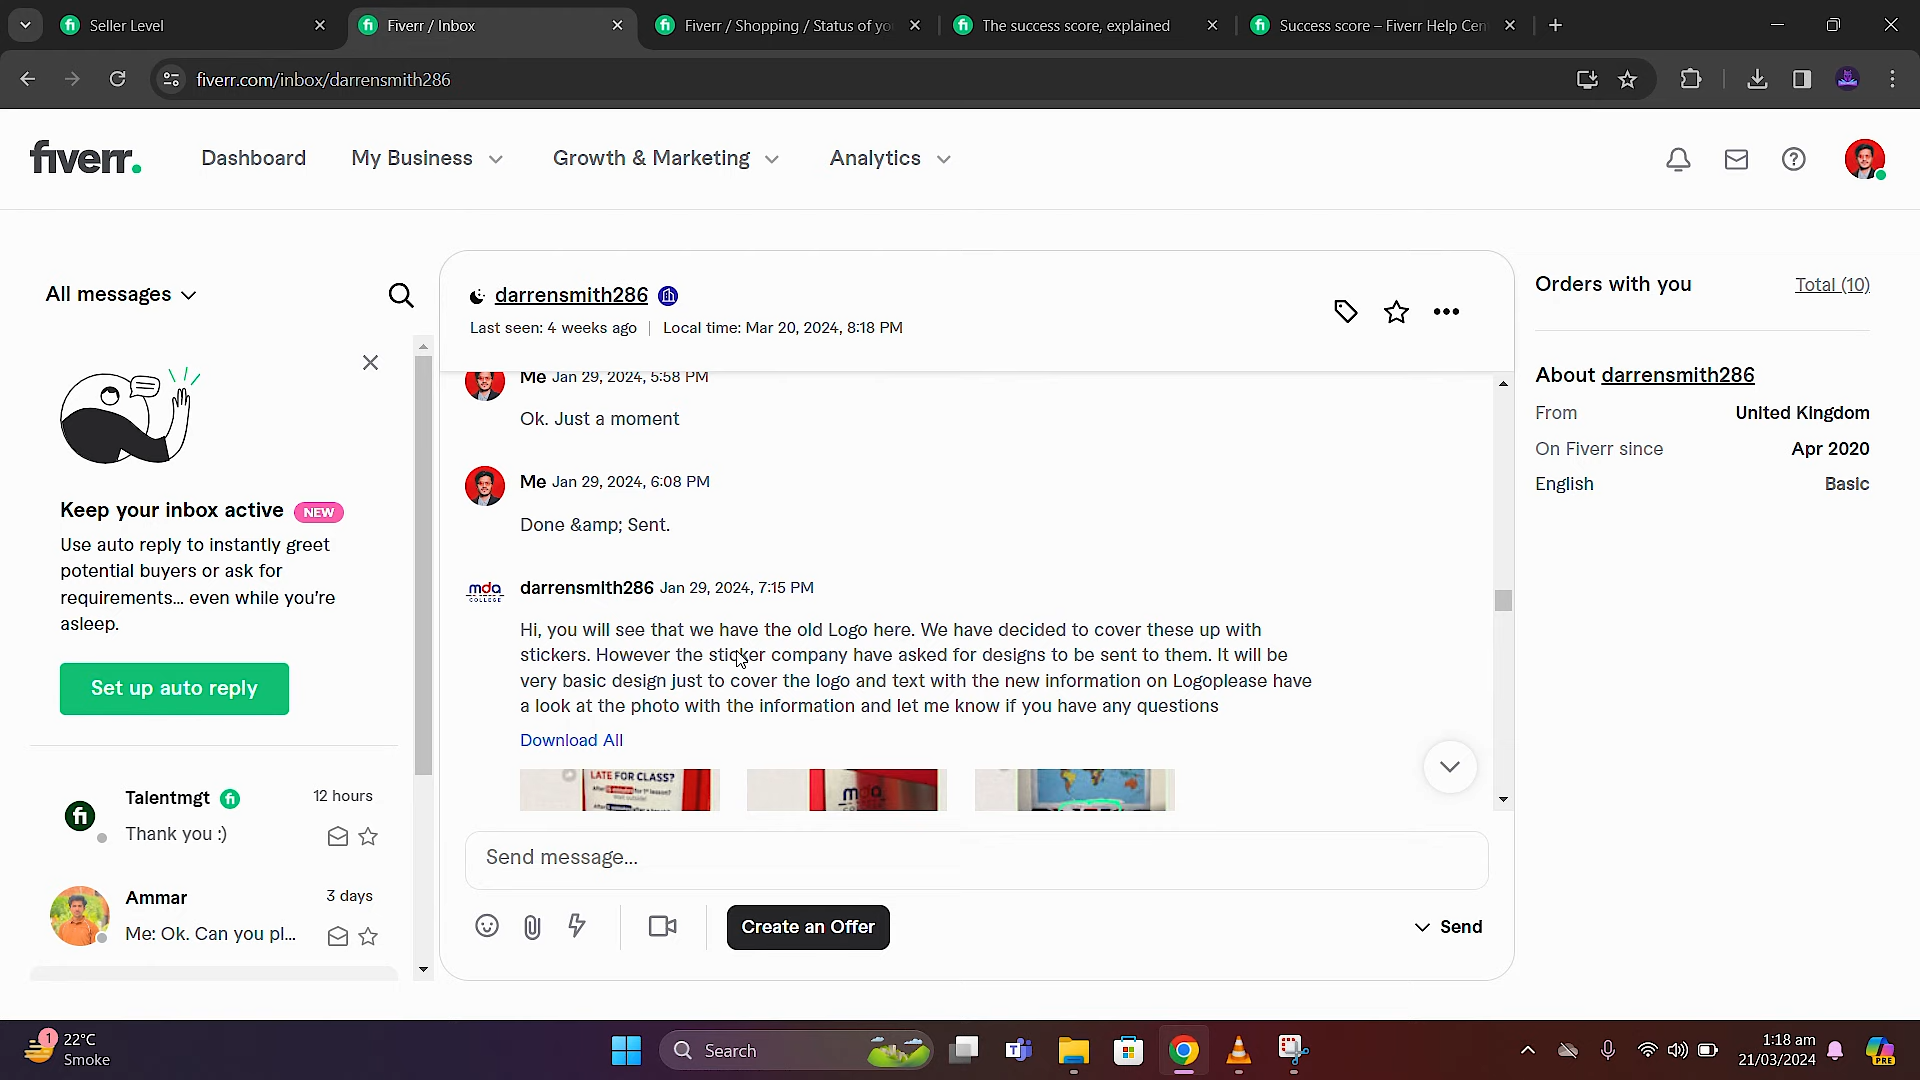 Seller Level
Fiverr / Inbox
Fiverr / Shopping / Status of yo
The success score, explained
Success score – Fiverr Help Cen
fiverr.com/inbox/darrensmith286
fiverr.
Dashboard
My Business
Growth & Marketing
Analytics
All messages
darrensmith286
Last seen: 4 weeks ago | Local time: Mar 20, 2024, 8:18 PM
Orders with you
Total (10)
About darrensmith286
From United Kingdom
On Fiverr since Apr 2020
English Basic
Keep your inbox active NEW
Use auto reply to instantly greet
potential buyers or ask for
requirements... even while you're
asleep.
Set up auto reply
Talentmgt
12 hours
Thank you :)
Ammar
3 days
Me: Ok. Can you pl...
Me Jan 29, 2024, 5:58 PM
Ok. Just a moment
Me Jan 29, 2024, 6:08 PM
Done &amp; Sent.
mda
COLLEGE
darrensmith286 Jan 29, 2024, 7:15 PM
Hi, you will see that we have the old Logo here. We have decided to cover these up with
stickers. However the sticker company have asked for designs to be sent to them. It will be
very basic design just to cover the logo and text with the new information on Logoplease have
a look at the photo with the information and let me know if you have any questions
Download All
LATE FOR CLASS?
mda
Send message...
Create an Offer
Send
1
22°C
Smoke
Search
1:18 am
21/03/2024
PRE